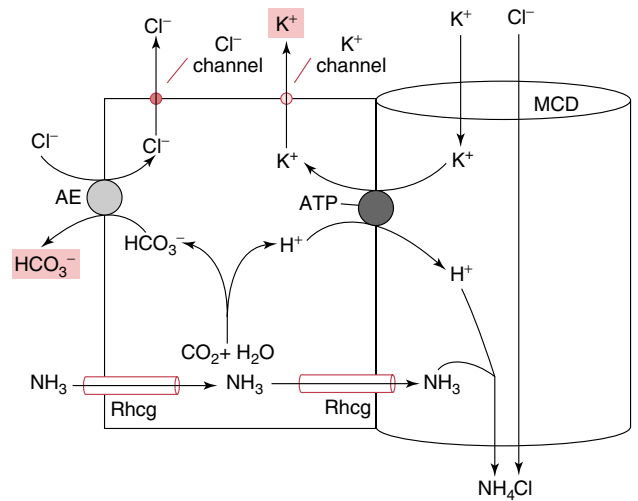 Cl⁻
K⁺
K⁺
Cl⁻
Cl⁻
channel
K⁺
channel
MCD
Cl⁻
Cl⁻
K⁺
K⁺
AE
ATP
HCO₃⁻
H⁺
HCO₃⁻
H⁺
CO₂+ H₂O
NH₃
NH₃
NH₃
Rhcg
Rhcg
NH₄Cl